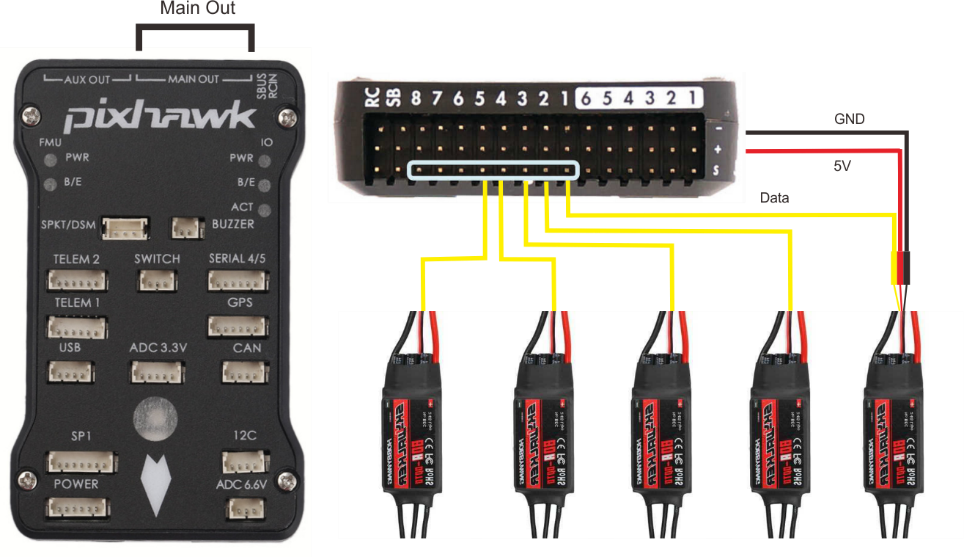 Main Out
AUX OUT
MAIN OUT
SBUS
RCIN
pixhawk
FMU
IO
PWR
PWR
B/E
B/E
ACT
SPKT/DSM
BUZZER
TELEM 2
SWITCH
SERIAL 4/5
TELEM 1
GPS
USB
ADC 3.3V
CAN
SP1
12C
POWER
ADC 6.6V
RC SB 8 7 6 5 4 3 2 1 6 5 4 3 2 1
-
+
S
GND
5V
Data